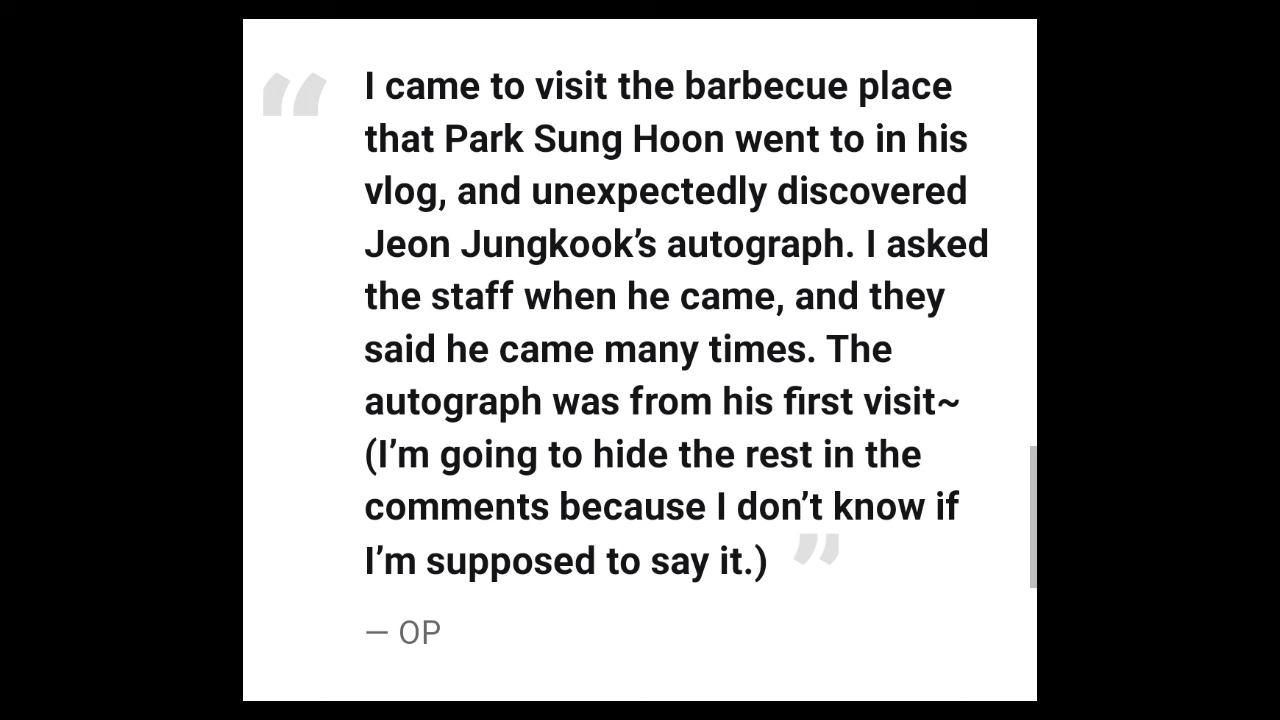 “
I came to visit the barbecue place
that Park Sung Hoon went to in his
vlog, and unexpectedly discovered
Jeon Jungkook’s autograph. I asked
the staff when he came, and they
said he came many times. The
autograph was from his first visit~
(I’m going to hide the rest in the
comments because I don’t know if
I’m supposed to say it.) ”
— OP